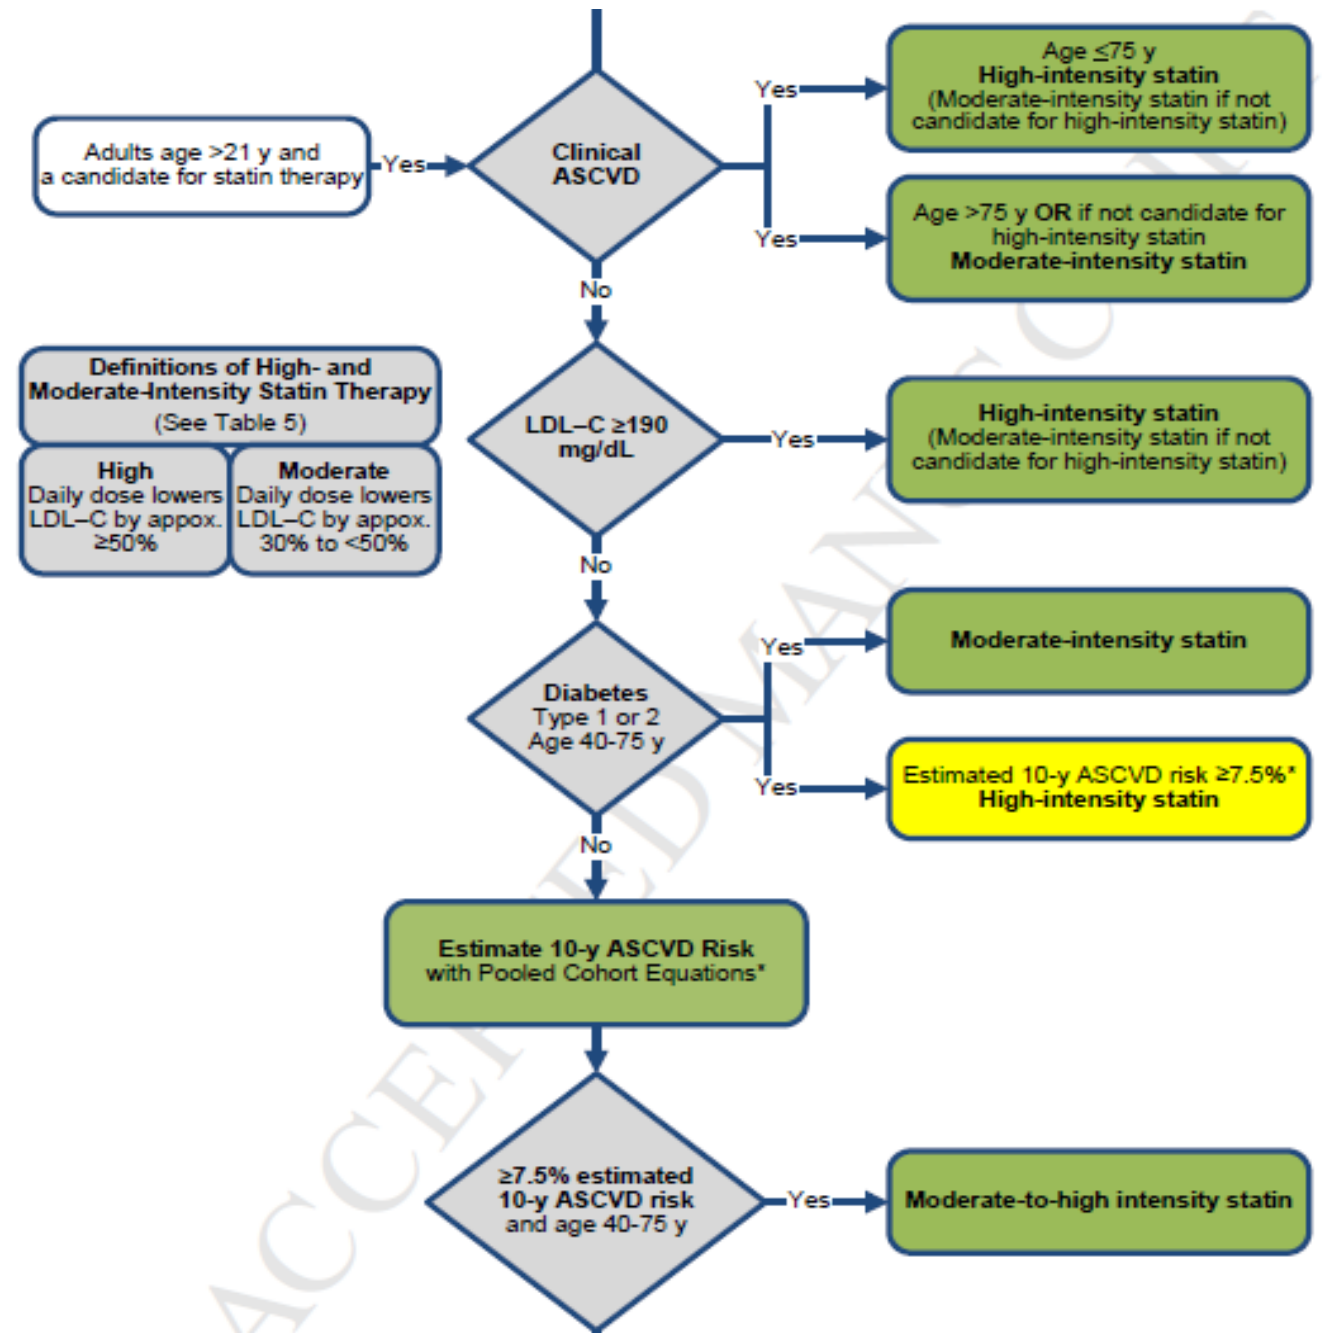 Adults age >21 y and
a candidate for statin therapy
Yes
Clinical
ASCVD
Yes
Age ≤75 y
High-intensity statin
(Moderate-intensity statin if not
candidate for high-intensity statin)
Yes
Age >75 y OR if not candidate for
high-intensity statin
Moderate-intensity statin
No
Definitions of High- and
Moderate-Intensity Statin Therapy
(See Table 5)
High
Daily dose lowers
LDL–C by appox.
≥50%
Moderate
Daily dose lowers
LDL–C by appox.
30% to <50%
LDL–C ≥190
mg/dL
Yes
High-intensity statin
(Moderate-intensity statin if not
candidate for high-intensity statin)
No
Diabetes
Type 1 or 2
Age 40-75 y
Yes
Moderate-intensity statin
Yes
Estimated 10-y ASCVD risk ≥7.5%*
High-intensity statin
No
Estimate 10-y ASCVD Risk
with Pooled Cohort Equations*
≥7.5% estimated
10-y ASCVD risk
and age 40-75 y
Yes
Moderate-to-high intensity statin